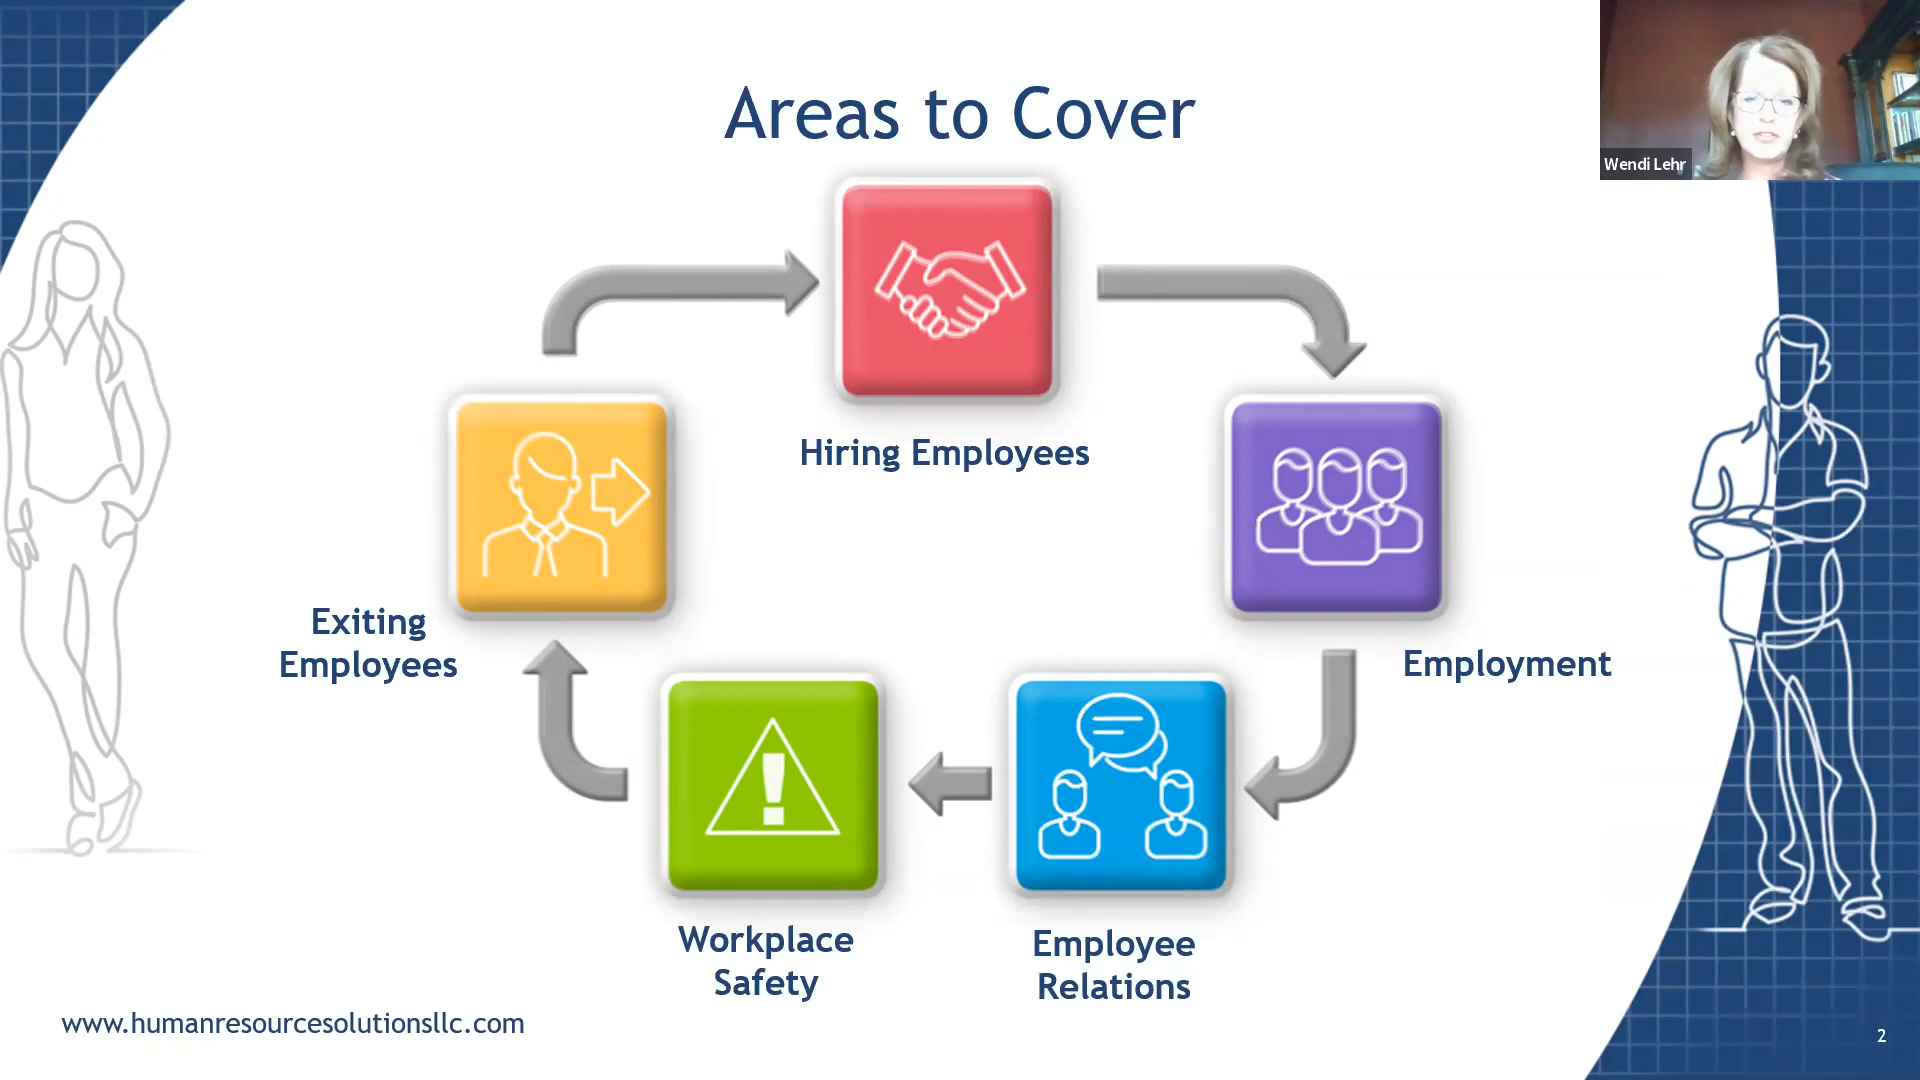 Areas to Cover
Wendi Lehr
Hiring Employees
Exiting
Employees
Employment
Workplace
Safety
Employee
Relations
www.humanresourcesolutionsllc.com
2